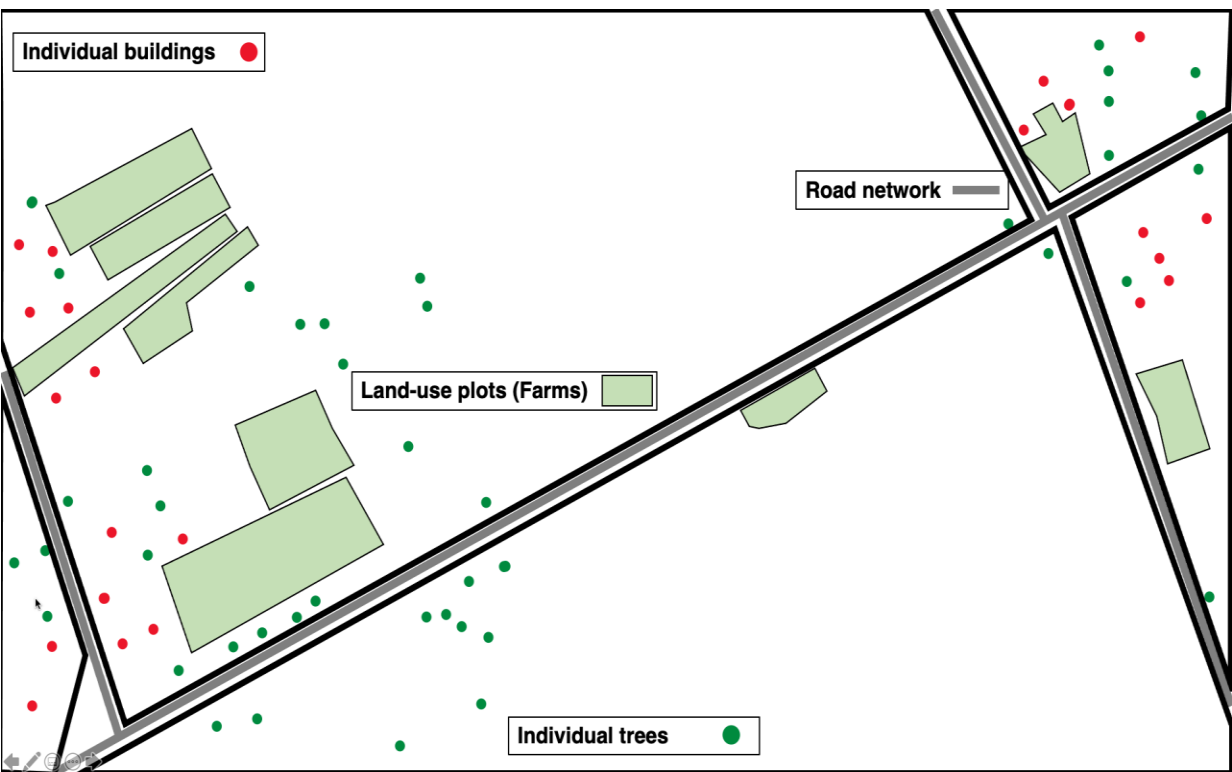 Individual buildings
Road network
Land-use plots (Farms)
Individual trees